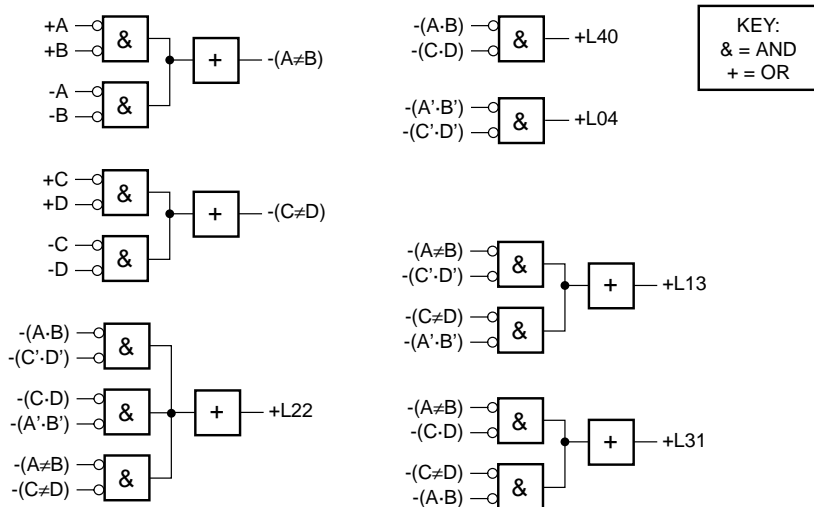 +A
+B
&
-A
-B
&
+
-(A≠B)
+C
+D
&
-C
-D
&
+
-(C≠D)
-(A·B)
-(C'·D')
&
-(C·D)
-(A'·B')
&
-(A≠B)
-(C≠D)
&
+
+L22
-(A·B)
-(C·D)
&
+L40
-(A'·B')
-(C'·D')
&
+L04
-(A≠B)
-(C'·D')
&
-(C≠D)
-(A'·B')
&
+
+L13
-(A≠B)
-(C·D)
&
-(C≠D)
-(A·B)
&
+
+L31
KEY:
& = AND
+ = OR